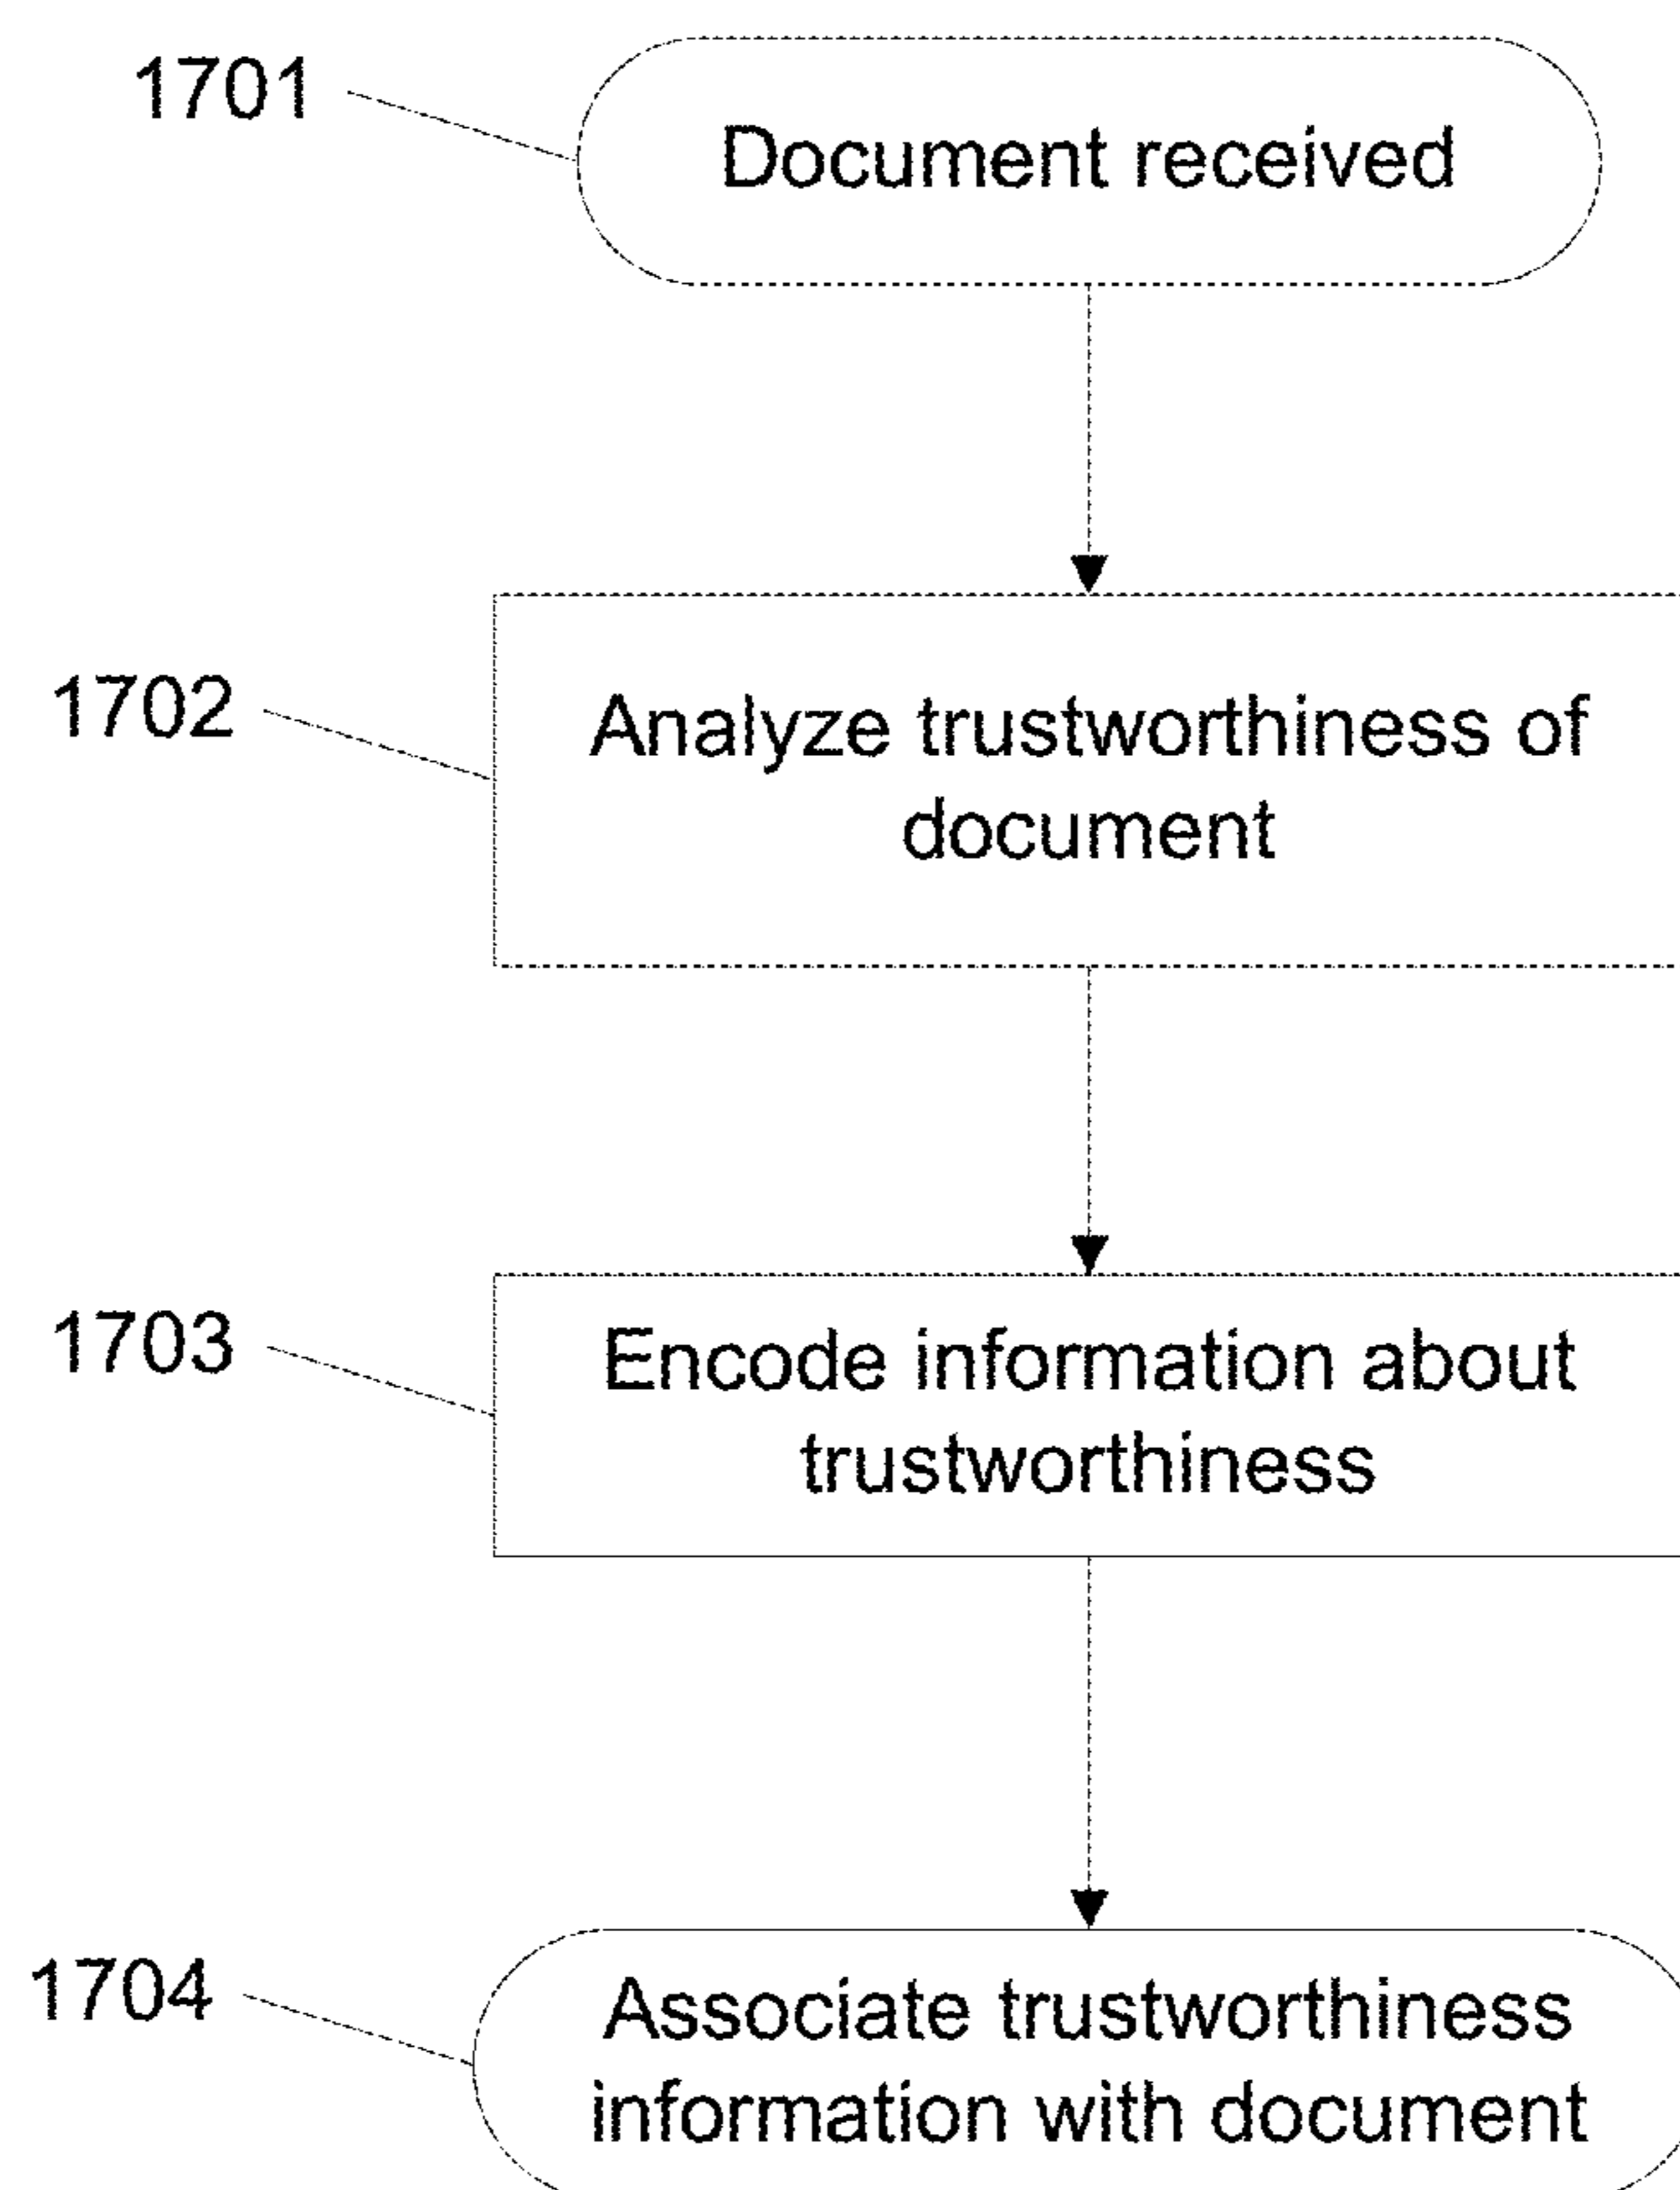 1701
Document received
1702
Analyze trustworthiness of
document
1703
Encode information about
trustworthiness
1704
Associate trustworthiness
information with document